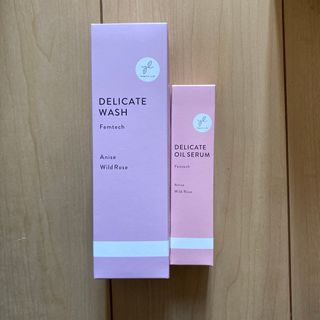 DELICATE
WASH
Femtech
Anise
Wild Rose
DELICATE
OIL SERUM
Femtech
Anise
Wild Rose